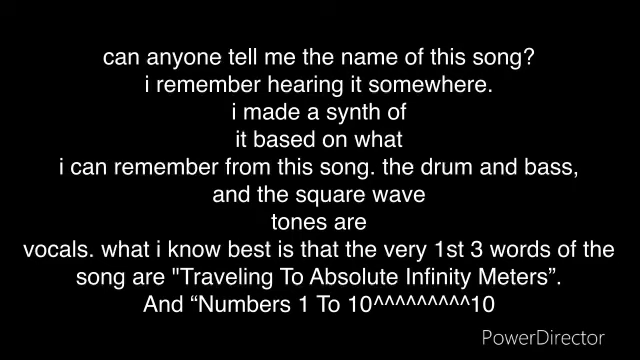 can anyone tell me the name of this song?
i remember hearing it somewhere.
i made a synth of
it based on what
i can remember from this song. the drum and bass,
and the square wave
tones are
vocals. what i know best is that the very 1st 3 words of the
song are "Traveling To Absolute Infinity Meters”.
And “Numbers 1 To 10^^^^^^^^^10
PowerDirector